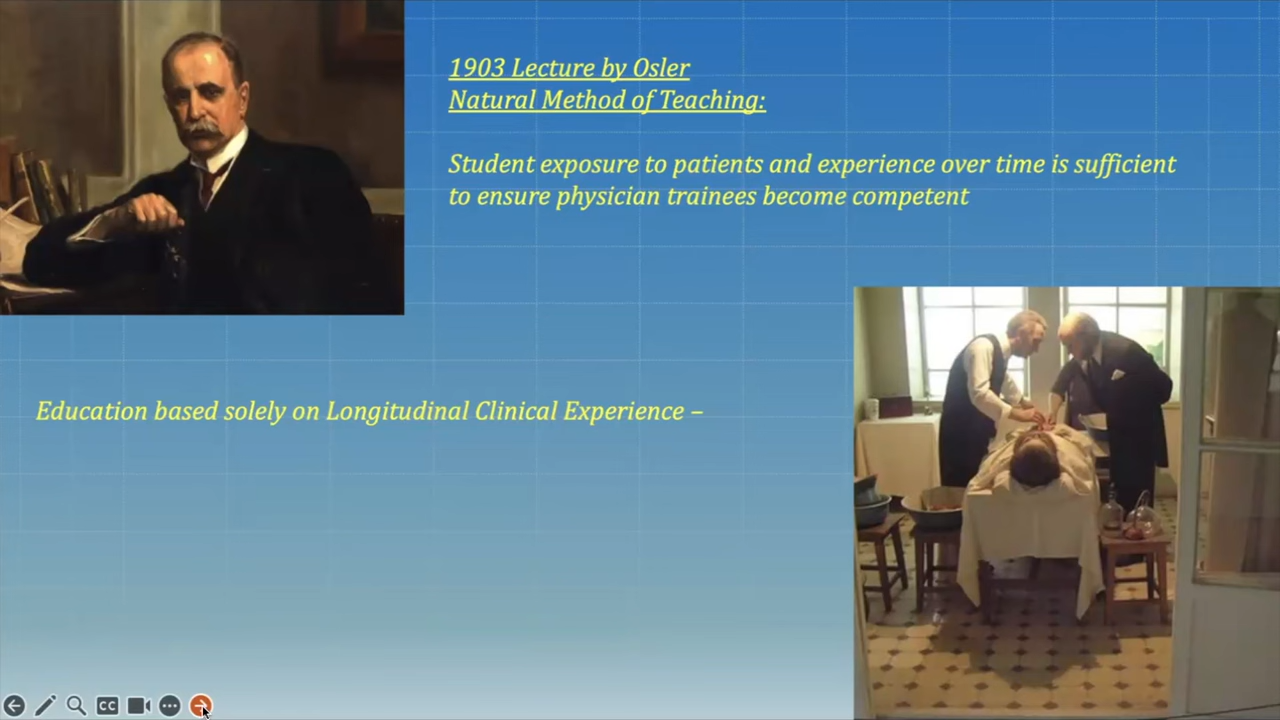 1903 Lecture by Osler
Natural Method of Teaching:
Student exposure to patients and experience over time is sufficient
to ensure physician trainees become competent
Education based solely on Longitudinal Clinical Experience –
CC